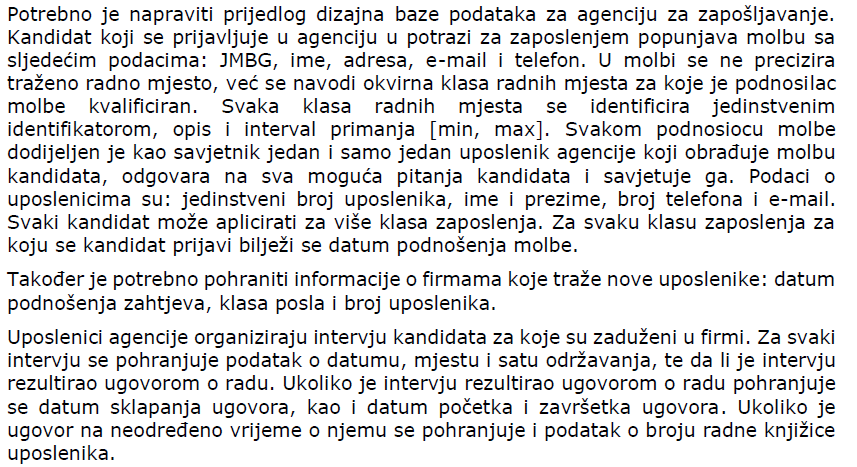 Potrebno je napraviti prijedlog dizajna baze podataka za agenciju za zapošljavanje.
Kandidat koji se prijavljuje u agenciju u potrazi za zaposlenjem popunjava molbu sa
sljedećim podacima: JMBG, ime, adresa, e-mail i telefon. U molbi se ne precizira
traženo radno mjesto, već se navodi okvirna klasa radnih mjesta za koje je podnosilac
molbe kvalificiran. Svaka klasa radnih mjesta se identificira jedinstvenim
identifikatorom, opis i interval primanja [min, max]. Svakom podnosiocu molbe
dodijeljen je kao savjetnik jedan i samo jedan uposlenik agencije koji obrađuje molbu
kandidata, odgovara na sva moguća pitanja kandidata i savjetuje ga. Podaci o
uposlenicima su: jedinstveni broj uposlenika, ime i prezime, broj telefona i e-mail.
Svaki kandidat može aplicirati za više klasa zaposlenja. Za svaku klasu zaposlenja za
koju se kandidat prijavi bilježi se datum podnošenja molbe.
Također je potrebno pohraniti informacije o firmama koje traže nove uposlenike: datum
podnošenja zahtjeva, klasa posla i broj uposlenika.
Uposlenici agencije organiziraju intervju kandidata za koje su zaduženi u firmi. Za svaki
intervju se pohranjuje podatak o datumu, mjestu i satu održavanja, te da li je intervju
rezultirao ugovorom o radu. Ukoliko je intervju rezultirao ugovorom o radu pohranjuje
se datum sklapanja ugovora, kao i datum početka i završetka ugovora. Ukoliko je
ugovor na neodređeno vrijeme o njemu se pohranjuje i podatak o broju radne knjižice
uposlenika.